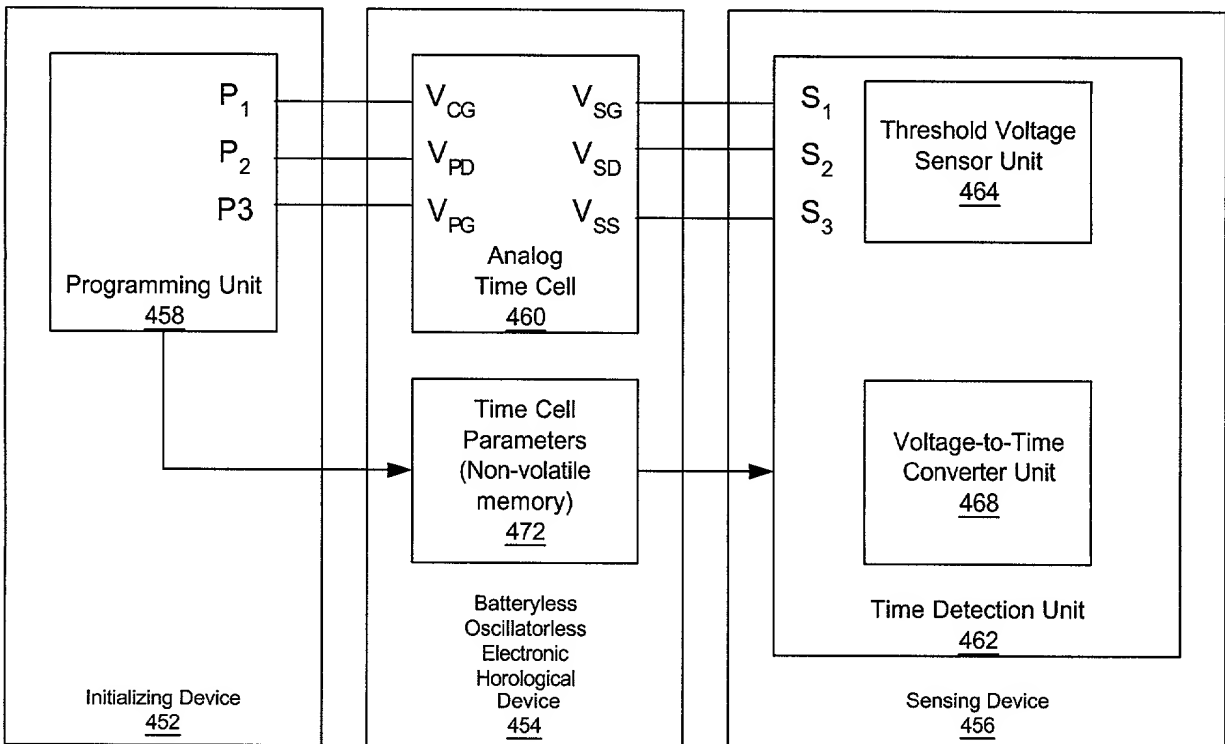 P1
P2
P3
Programming Unit
458
Initializing Device
452
VCG
VPD
VPG
VSG
VSD
VSS
Analog
Time Cell
460
Time Cell
Parameters
(Non-volatile
memory)
472
Batteryless
Oscillatorless
Electronic
Horological
Device
454
S1
S2
S3
Threshold Voltage
Sensor Unit
464
Voltage-to-Time
Converter Unit
468
Time Detection Unit
462
Sensing Device
456